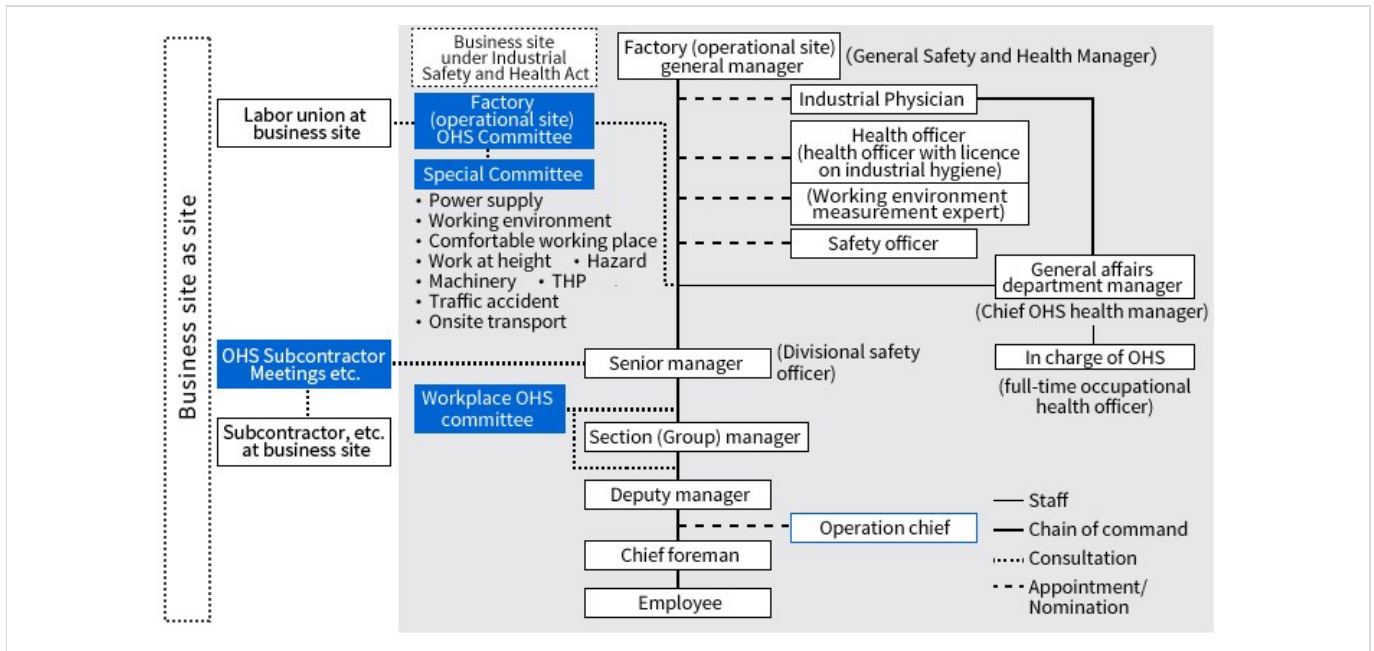 Business site as site
Business site
under Industrial
Safety and Health Act
Factory (operational site)
general manager
(General Safety and Health Manager)
Labor union at
business site
Factory
(operational site)
OHS Committee
Industrial Physician
Health officer
(health officer with licence
on industrial hygiene)
(Working environment
measurement expert)
Safety officer
Special Committee
・Power supply
・Working environment
・Comfortable working place
・Work at height ・Hazard
・Machinery ・THP
・Traffic accident
・Onsite transport
General affairs
department manager
(Chief OHS health manager)
In charge of OHS
(full-time occupational
health officer)
OHS Subcontractor
Meetings etc.
Senior manager
(Divisional safety
officer)
Workplace OHS
committee
Subcontractor, etc.
at business site
Section (Group) manager
Deputy manager
Operation chief
Chief foreman
Employee
Staff
Chain of command
Consultation
Appointment/
Nomination